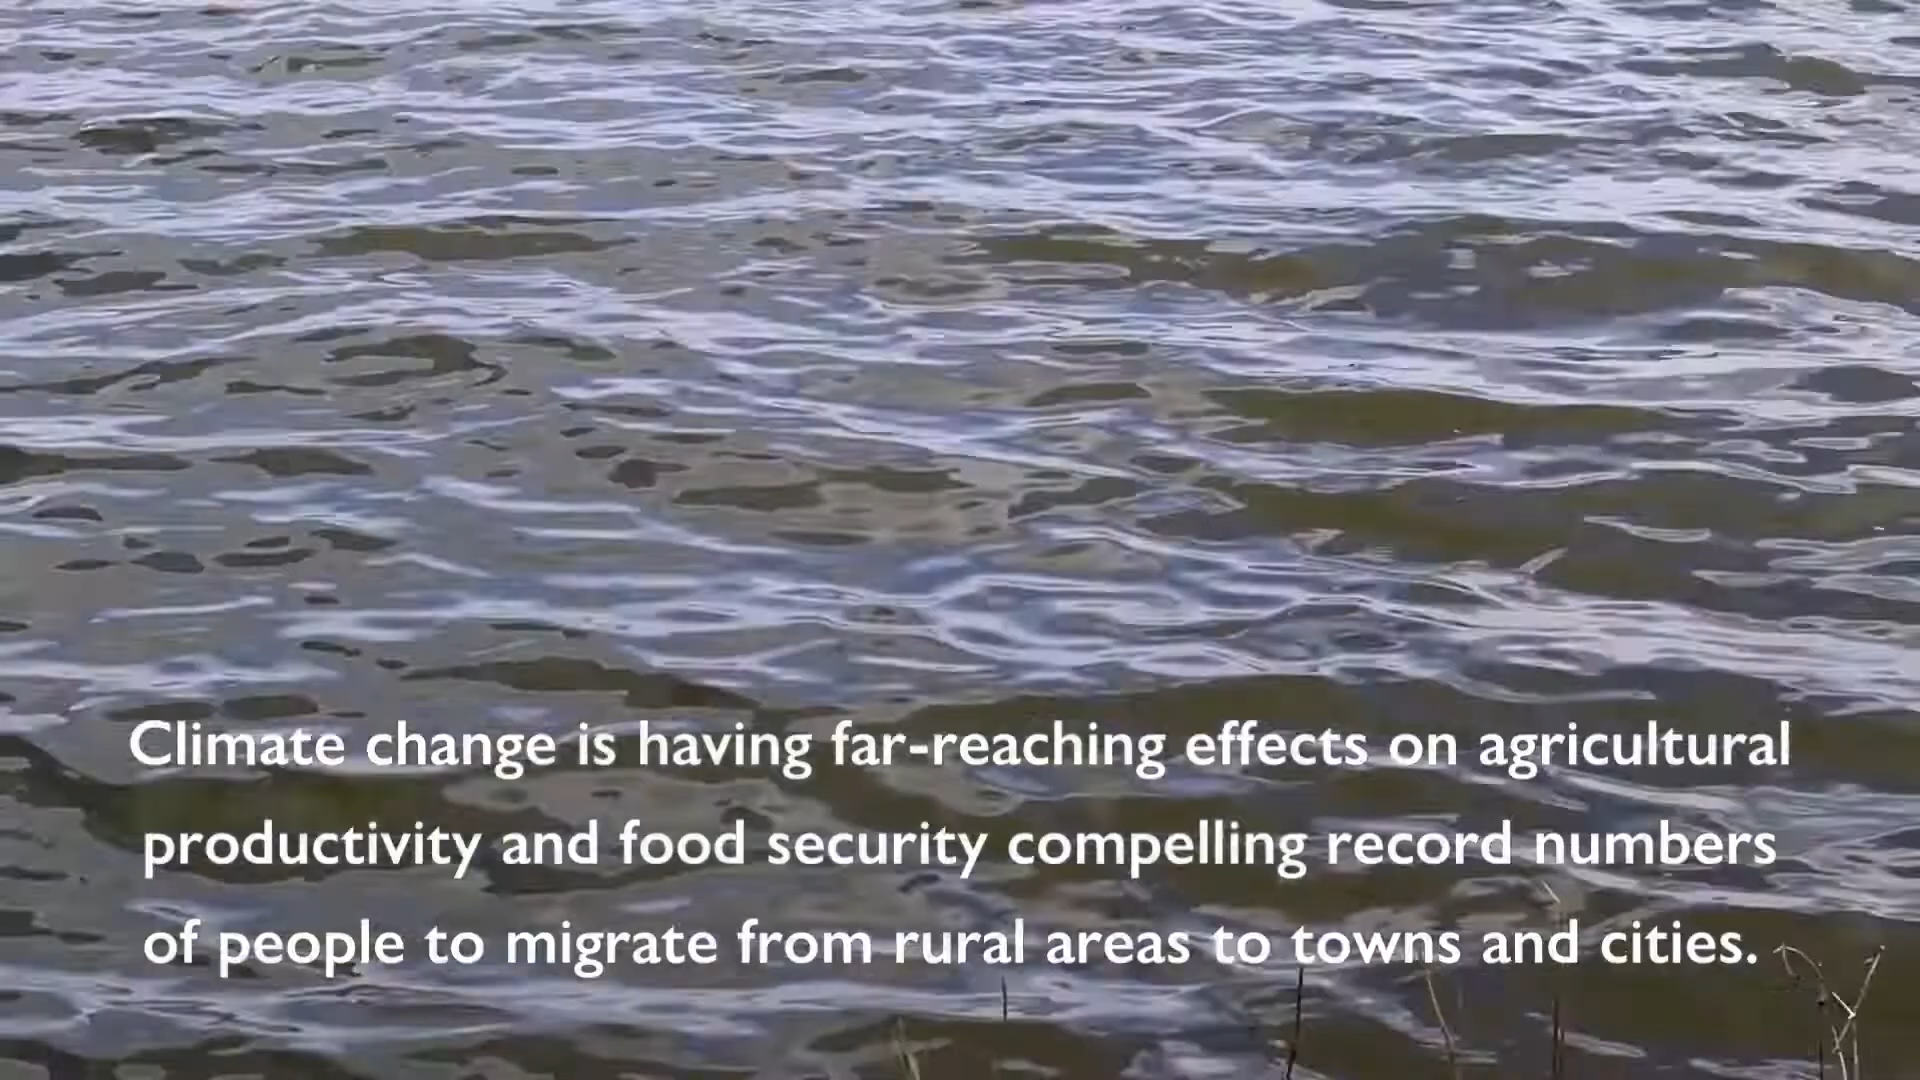 Climate change is having far-reaching effects on agricultural
productivity and food security compelling record numbers
of people to migrate from rural areas to towns and cities.